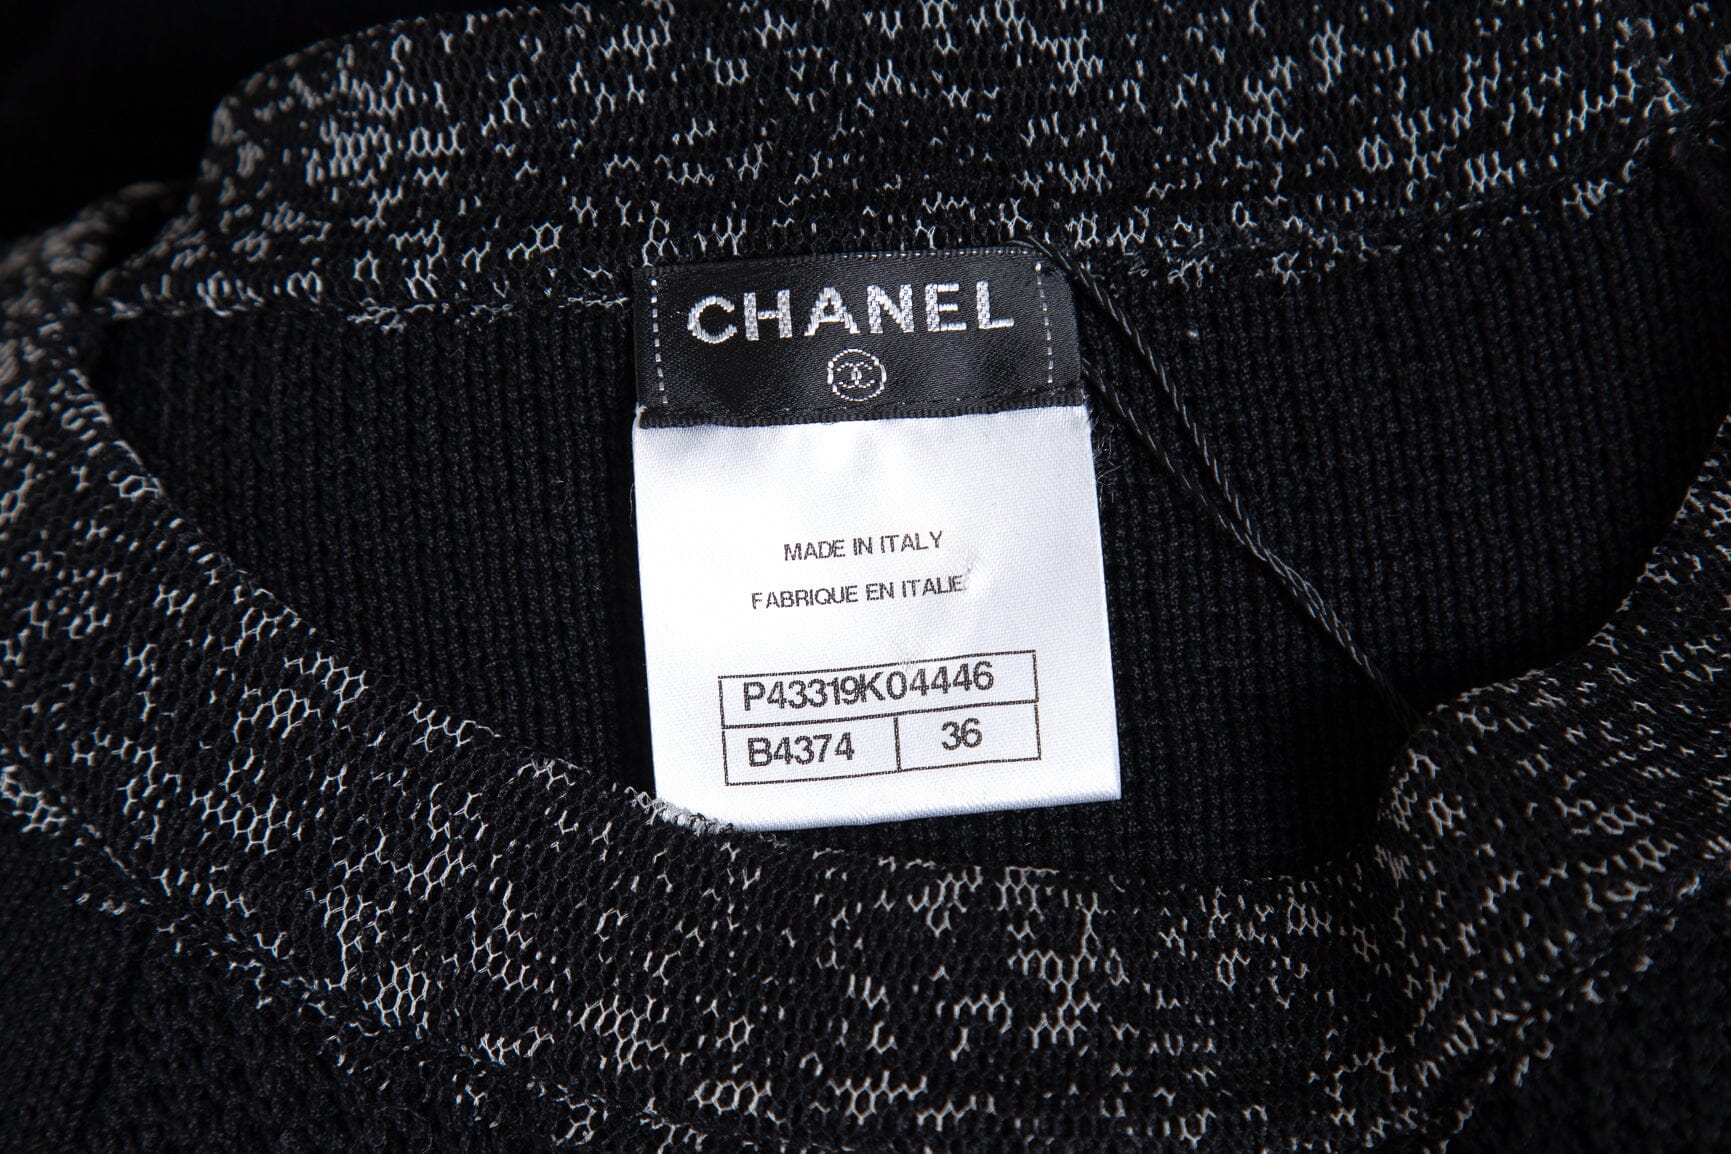 CHANEL
MADE IN ITALY
FABRIQUE EN ITALIE
P43319K04446
B4374 36